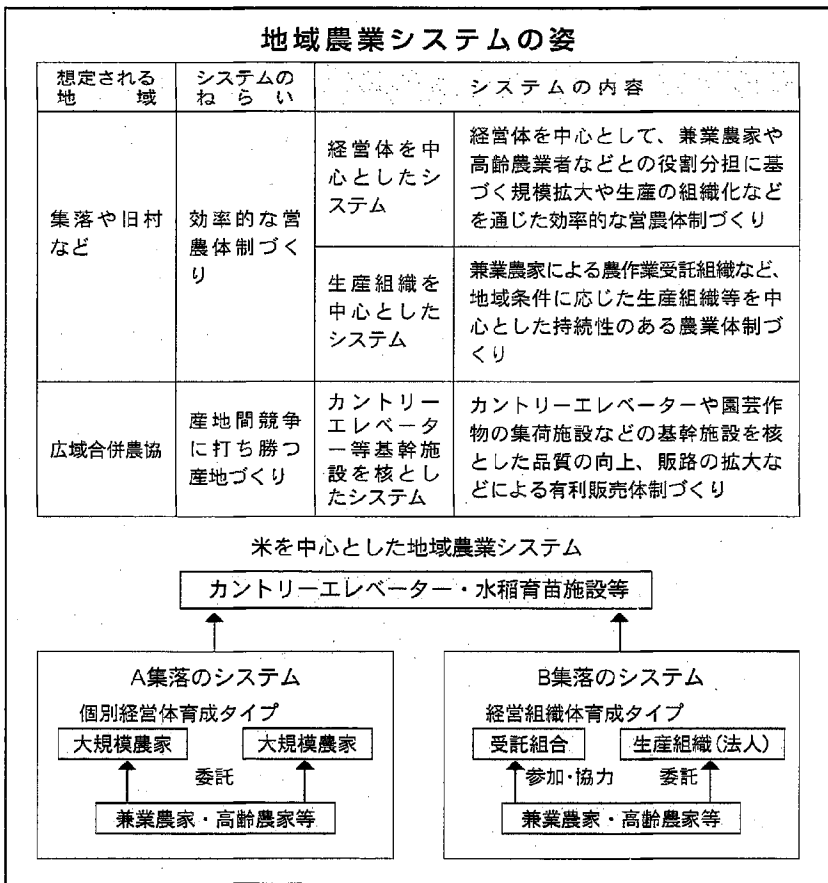 地域農業システムの姿
想定される
地域
システムの
ねらい
システムの内容
集落や旧村
など
効率的な営
農体制づく
り
経営体を中
心としたシ
ステム
経営体を中心として、兼業農家や
高齢農業者などとの役割分担に基
づく規模拡大や生産の組織化など
を通じた効率的な営農体制づくり
生産組織を
中心とした
システム
兼業農家による農作業受託組織など、
地域条件に応じた生産組織等を中
心とした持続性のある農業体制づ
くり
広域合併農協
産地間競争
に打ち勝つ
産地づくり
カントリー
エレベータ
ー等基幹施
設を核とし
たシステム
カントリーエレベーターや園芸作
物の集荷施設などの基幹施設を核
とした品質の向上、販路の拡大な
どによる有利販売体制づくり
米を中心とした地域農業システム
カントリーエレベーター・水稲育苗施設等
A集落のシステム
個別経営体育成タイプ
大規模農家 大規模農家
委託
兼業農家・高齢農家等
B集落のシステム
経営組織体育成タイプ
受託組合 生産組織(法人)
参加・協力 委託
兼業農家・高齢農家等